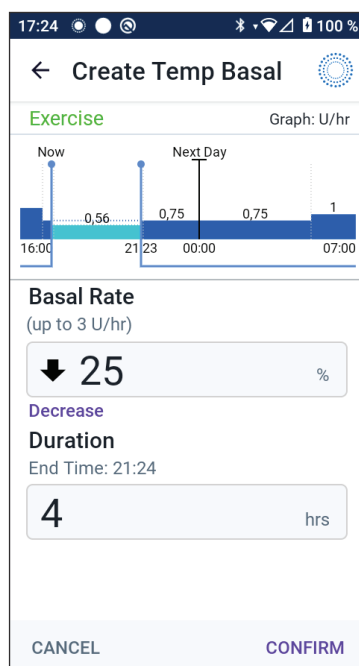 17:24 100 %
← Create Temp Basal
Exercise Graph: U/hr
Now Next Day
0,56 0,75 0,75 1
16:00 21:23 00:00 07:00
Basal Rate
(up to 3 U/hr)
25 %
Decrease
Duration
End Time: 21:24
4 hrs
CANCEL CONFIRM